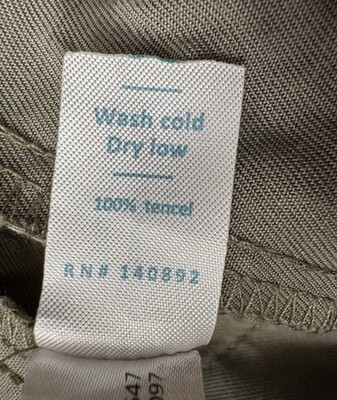 Wash cold
Dry low
100% tencel
RN# 140892